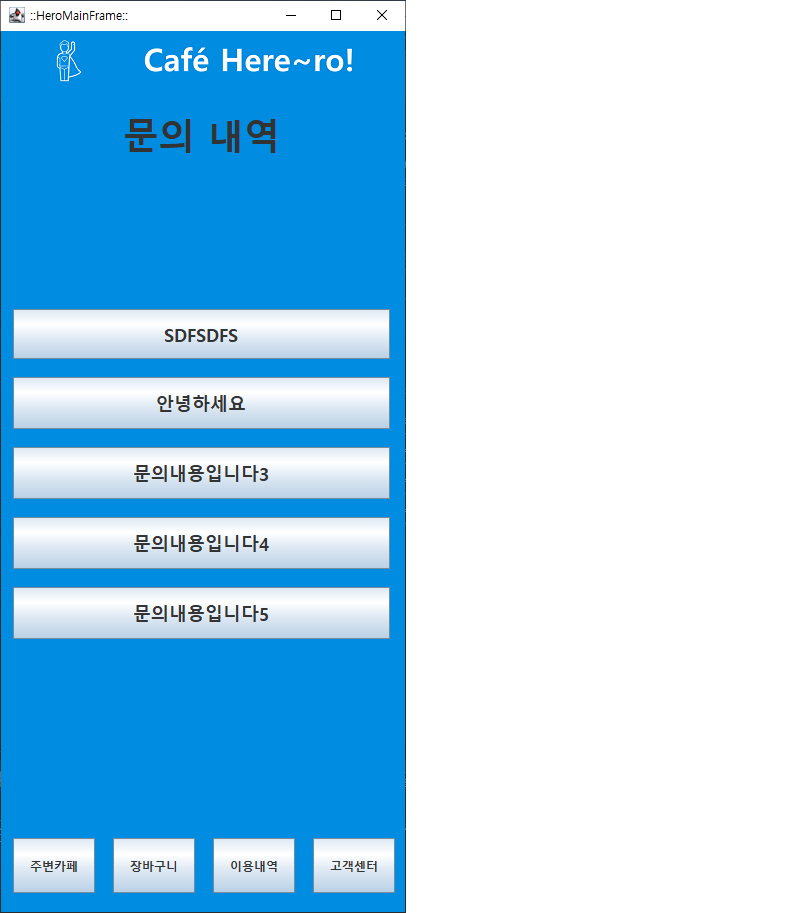 ::HeroMainFrame::
Café Here~ro!
문의 내역
SDFSDFS
안녕하세요
문의내용입니다3
문의내용입니다4
문의내용입니다5
주변카페 장바구니 이용내역 고객센터